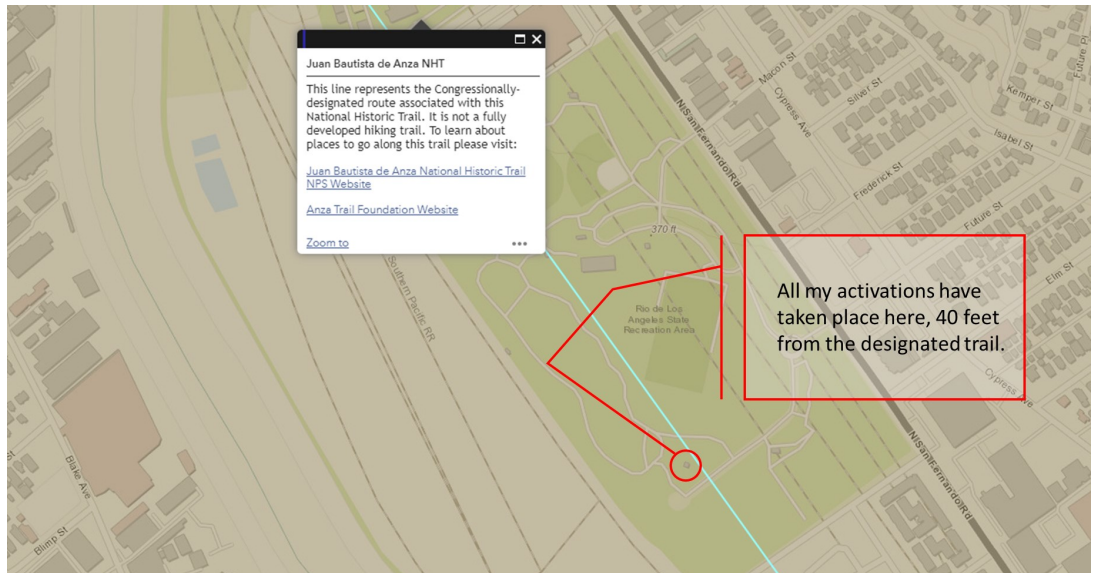 Juan Bautista de Anza NHT
This line represents the Congressionally-
designated route associated with this
National Historic Trail. It is not a fully
developed hiking trail. To learn about
places to go along this trail please visit:
Juan Bautista de Anza National Historic Trail
NPS Website
Anza Trail Foundation Website
Zoom to
All my activations have
taken place here, 40 feet
from the designated trail.
Rio de Los
Angeles State
Recreation Area
370 ft
Southern Pacific RR
N San Fernando Rd
N San Fernando Rd
Macon St
Cypress Ave
Silver St
Future Pl
Kemper St
Isabel St
Frederick St
Future St
Elm St
Cypress Ave
Blake Ave
Blimp St
St